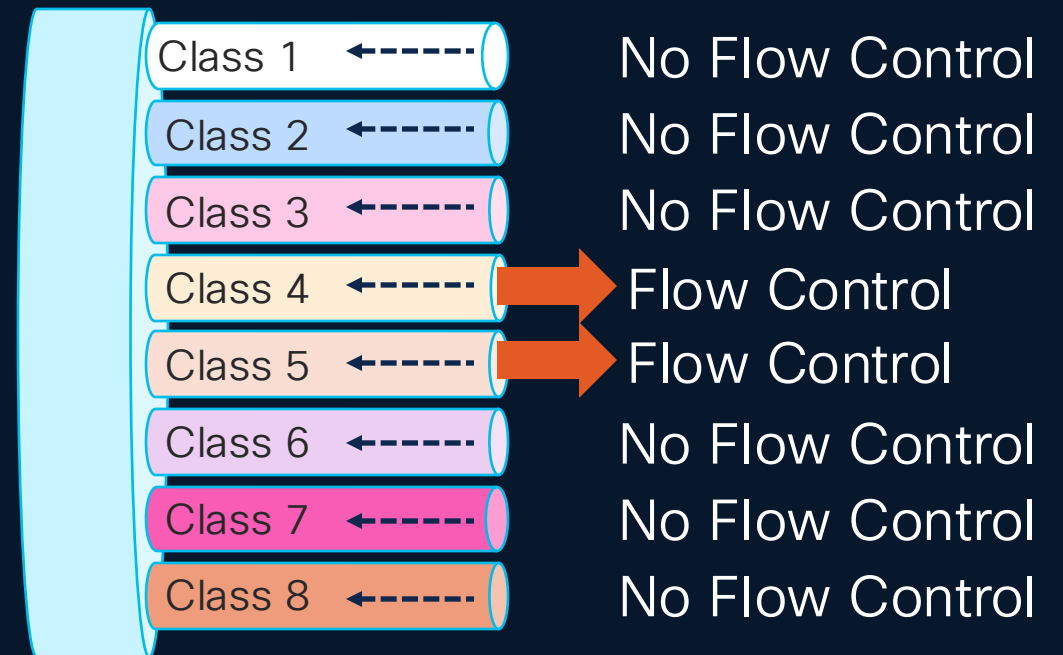 Class 1 No Flow Control
Class 2 No Flow Control
Class 3 No Flow Control
Class 4 Flow Control
Class 5 Flow Control
Class 6 No Flow Control
Class 7 No Flow Control
Class 8 No Flow Control